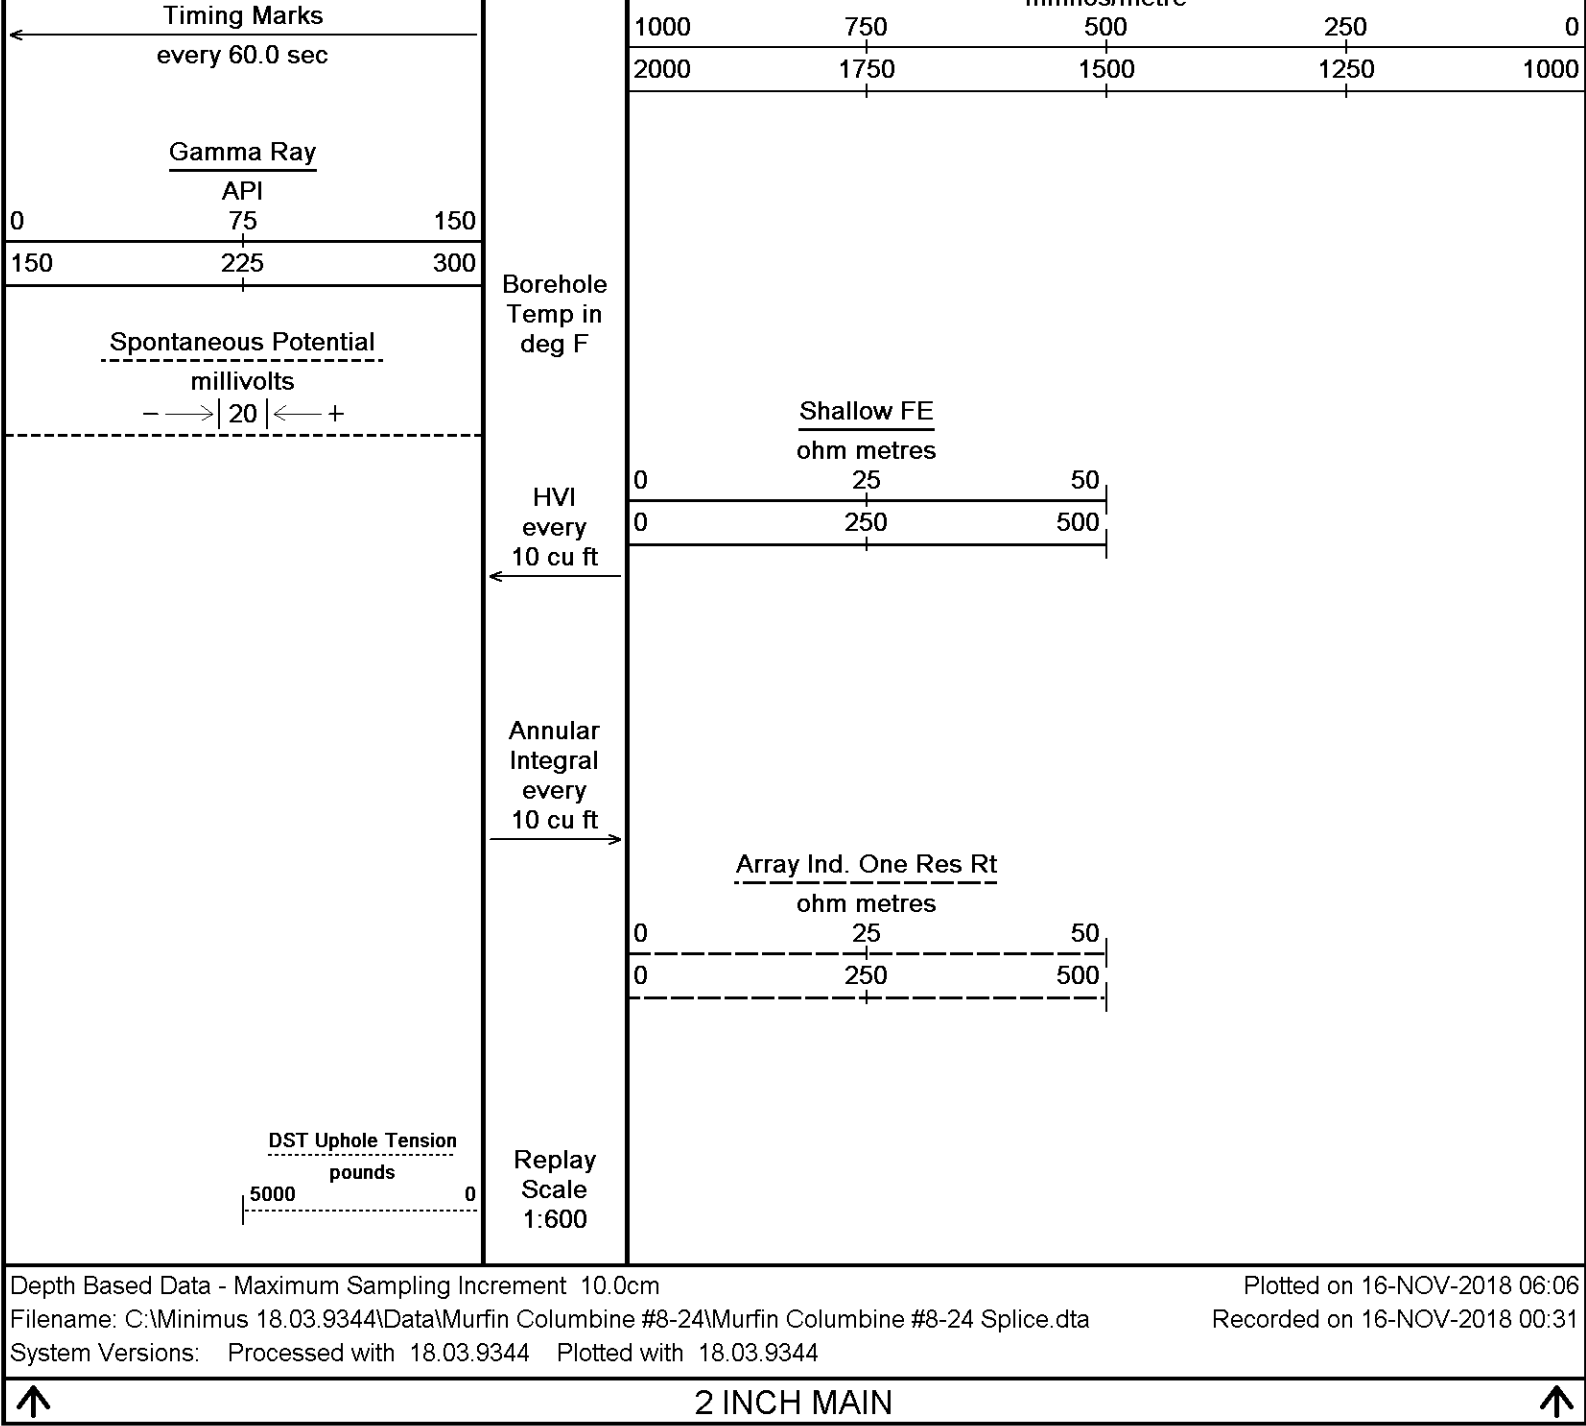 Timing Marks
every 60.0 sec
Gamma Ray
API
0 75 150
150 225 300
Spontaneous Potential
millivolts
− 20 +
DST Uphole Tension
pounds
5000 0
Borehole
Temp in
deg F
HVI
every
10 cu ft
Annular
Integral
every
10 cu ft
Replay
Scale
1:600
mmhos/metre
1000 750 500 250 0
2000 1750 1500 1250 1000
Shallow FE
ohm metres
0 25 50
0 250 500
Array Ind. One Res Rt
ohm metres
0 25 50
0 250 500
Depth Based Data - Maximum Sampling Increment 10.0cm
Plotted on 16-NOV-2018 06:06
Filename: C:\Minimus 18.03.9344\Data\Murfin Columbine #8-24\Murfin Columbine #8-24 Splice.dta
Recorded on 16-NOV-2018 00:31
System Versions: Processed with 18.03.9344 Plotted with 18.03.9344
2 INCH MAIN